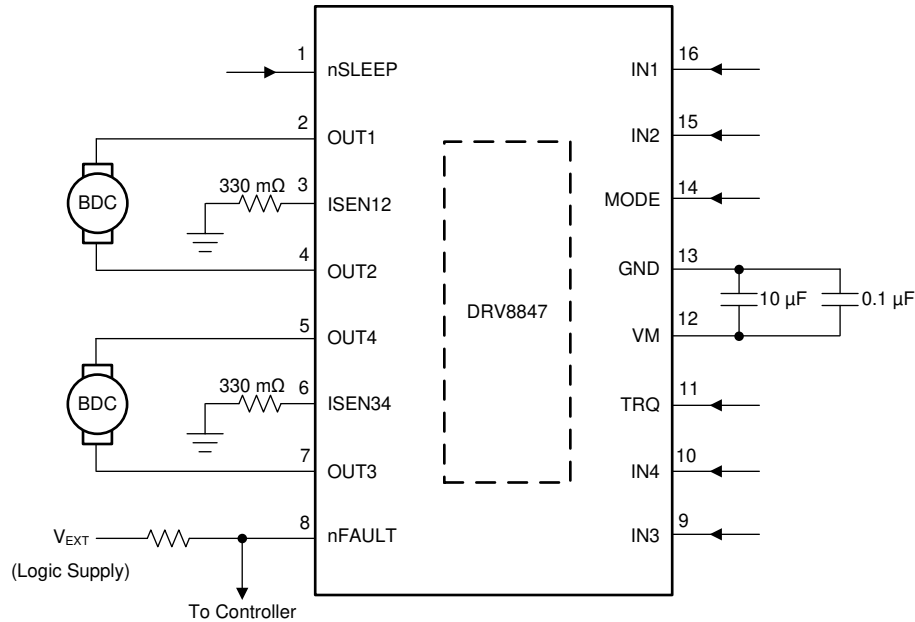 1
nSLEEP
IN1
16
2
OUT1
IN2
15
BDC
330 mΩ
3
ISEN12
MODE
14
4
OUT2
GND
13
10 µF
0.1 µF
DRV8847
5
OUT4
VM
12
BDC
330 mΩ
6
ISEN34
TRQ
11
7
OUT3
IN4
10
VEXT
8
nFAULT
IN3
9
(Logic Supply)
To Controller